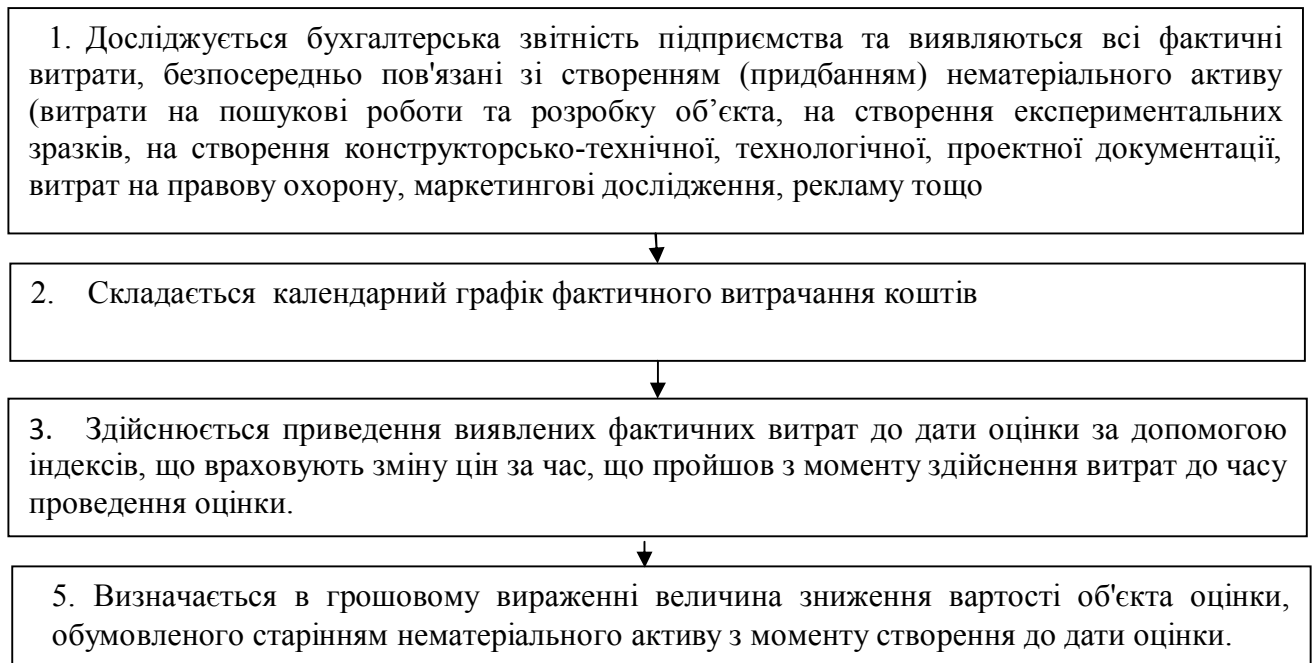 1. Досліджується бухгалтерська звітність підприємства та виявляються всі фактичні
витрати, безпосередньо пов'язані зі створенням (придбанням) нематеріального активу
(витрати на пошукові роботи та розробку об’єкта, на створення експериментальних
зразків, на створення конструкторсько-технічної, технологічної, проектної документації,
витрат на правову охорону, маркетингові дослідження, рекламу тощо
2. Складається календарний графік фактичного витрачання коштів
3. Здійснюється приведення виявлених фактичних витрат до дати оцінки за допомогою
індексів, що враховують зміну цін за час, що пройшов з моменту здійснення витрат до часу
проведення оцінки.
5. Визначається в грошовому вираженні величина зниження вартості об'єкта оцінки,
обумовленого старінням нематеріального активу з моменту створення до дати оцінки.